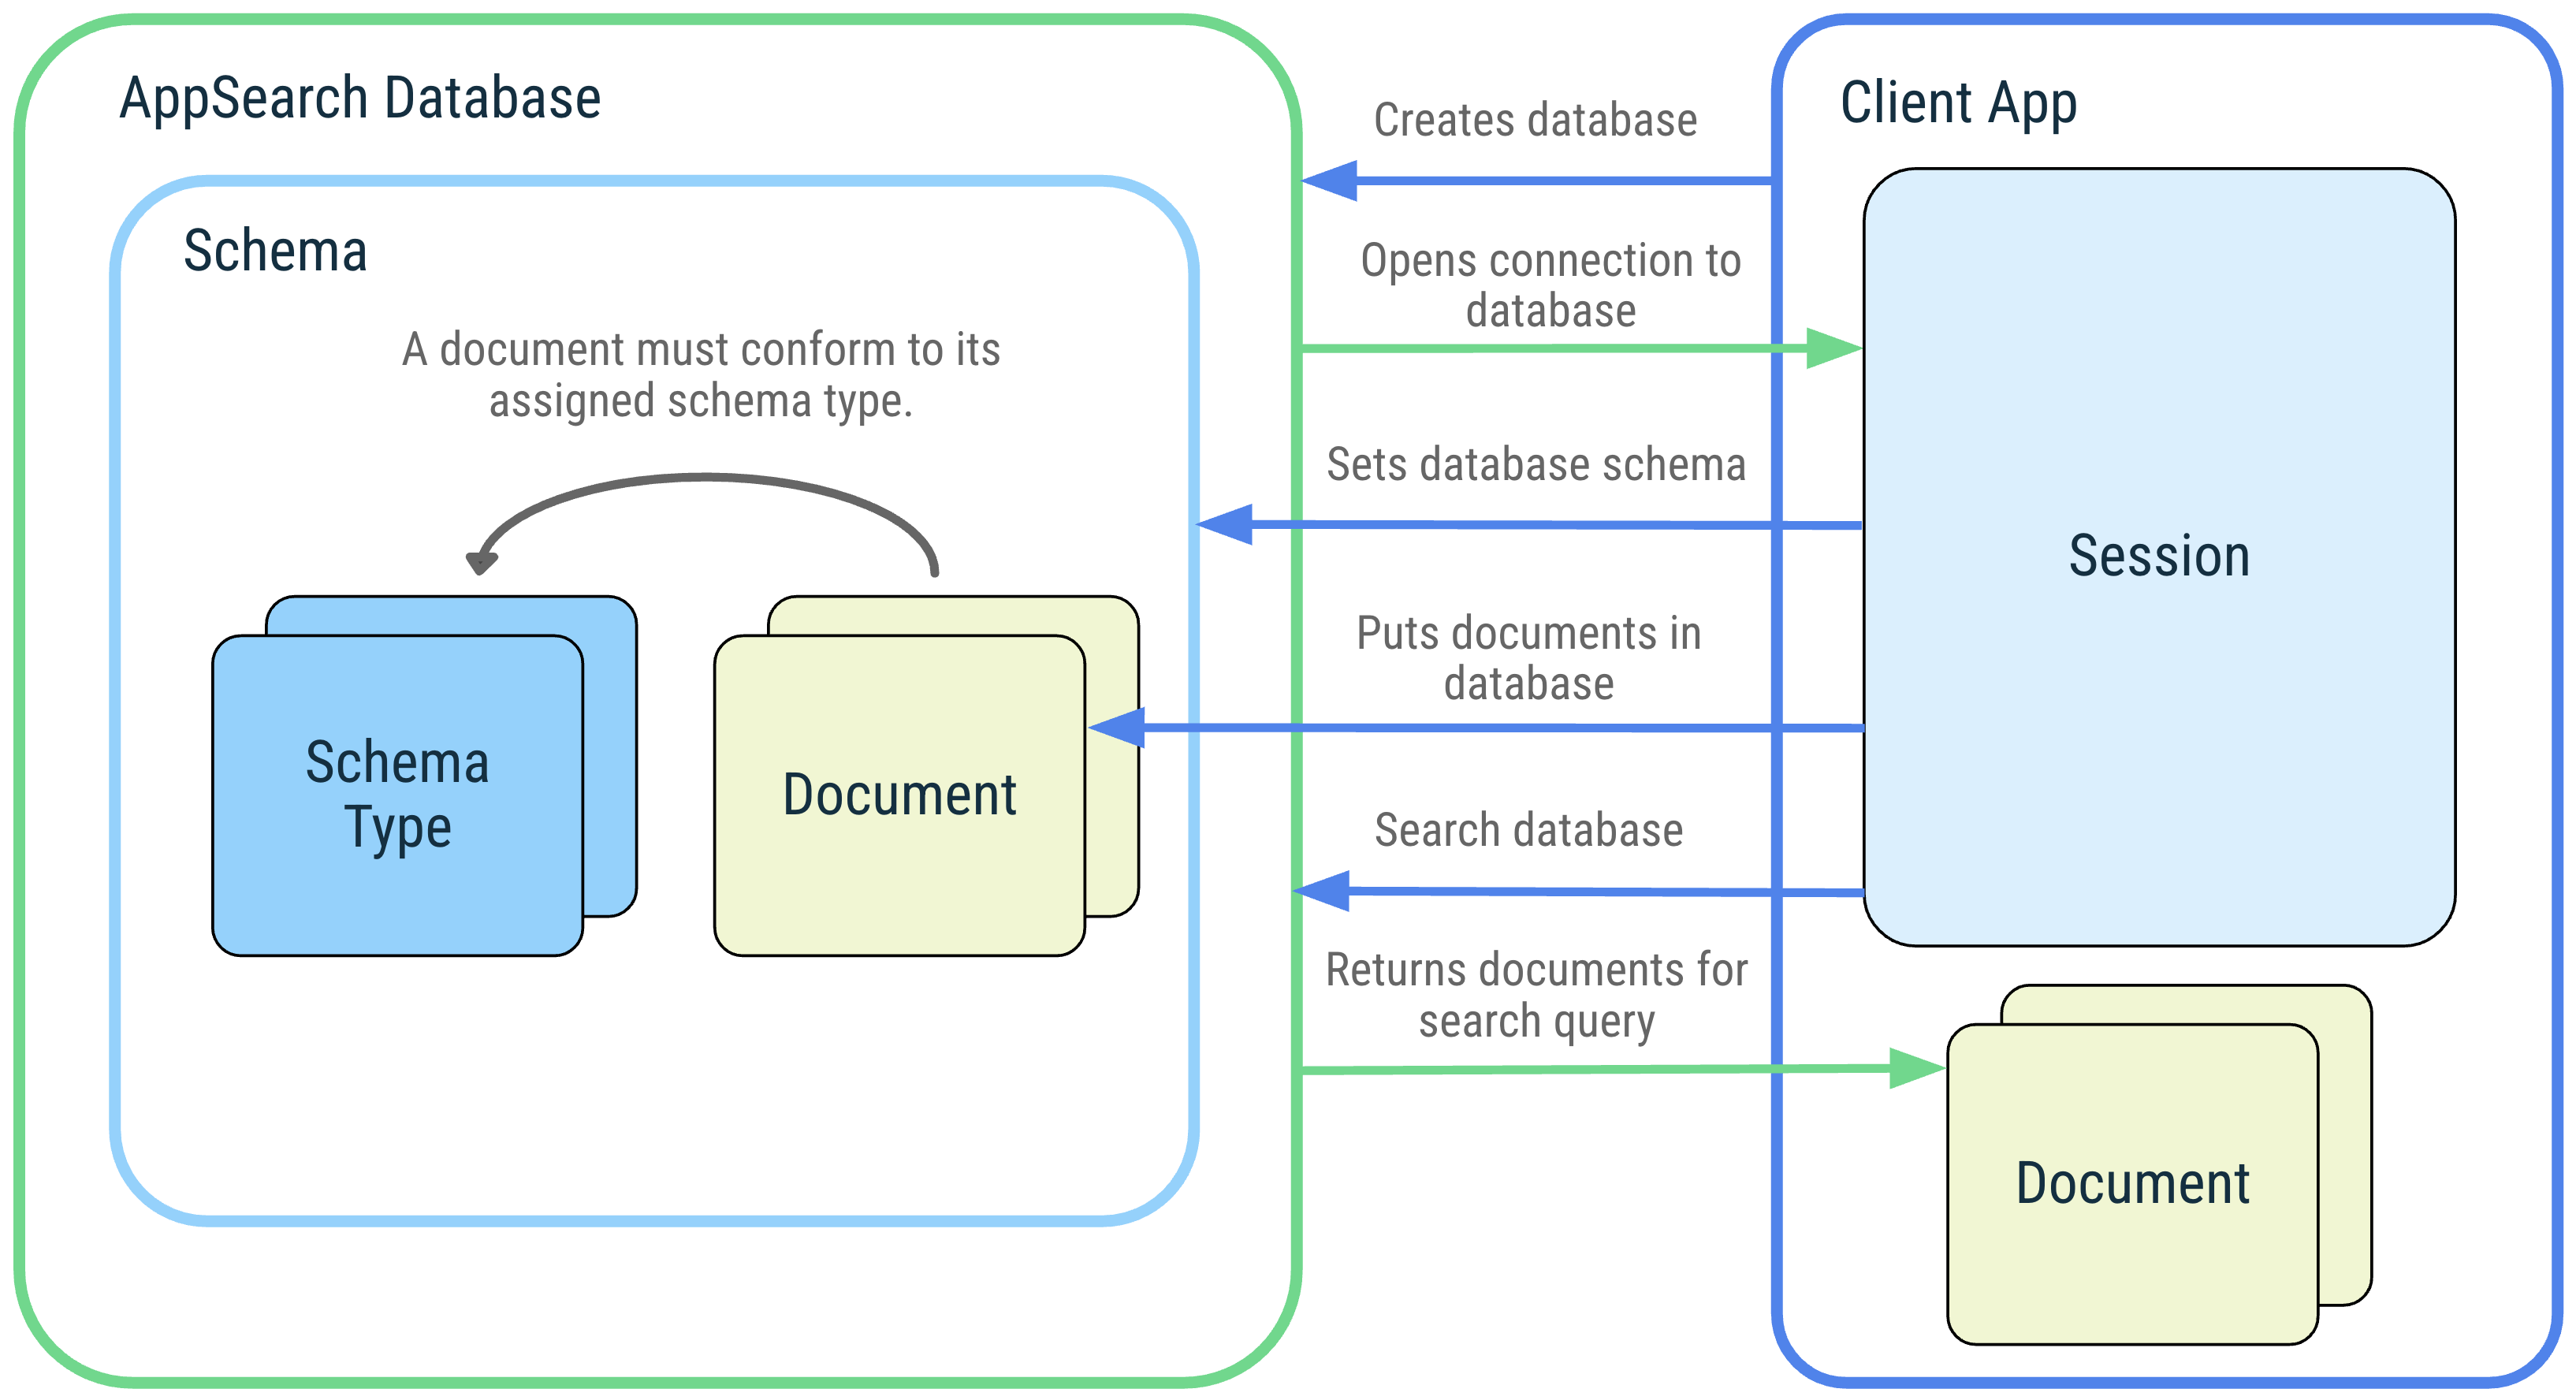 AppSearch Database
Schema
A document must conform to its
assigned schema type.
Schema
Type
Document
Creates database
Opens connection to
database
Sets database schema
Puts documents in
database
Search database
Returns documents for
search query
Client App
Session
Document